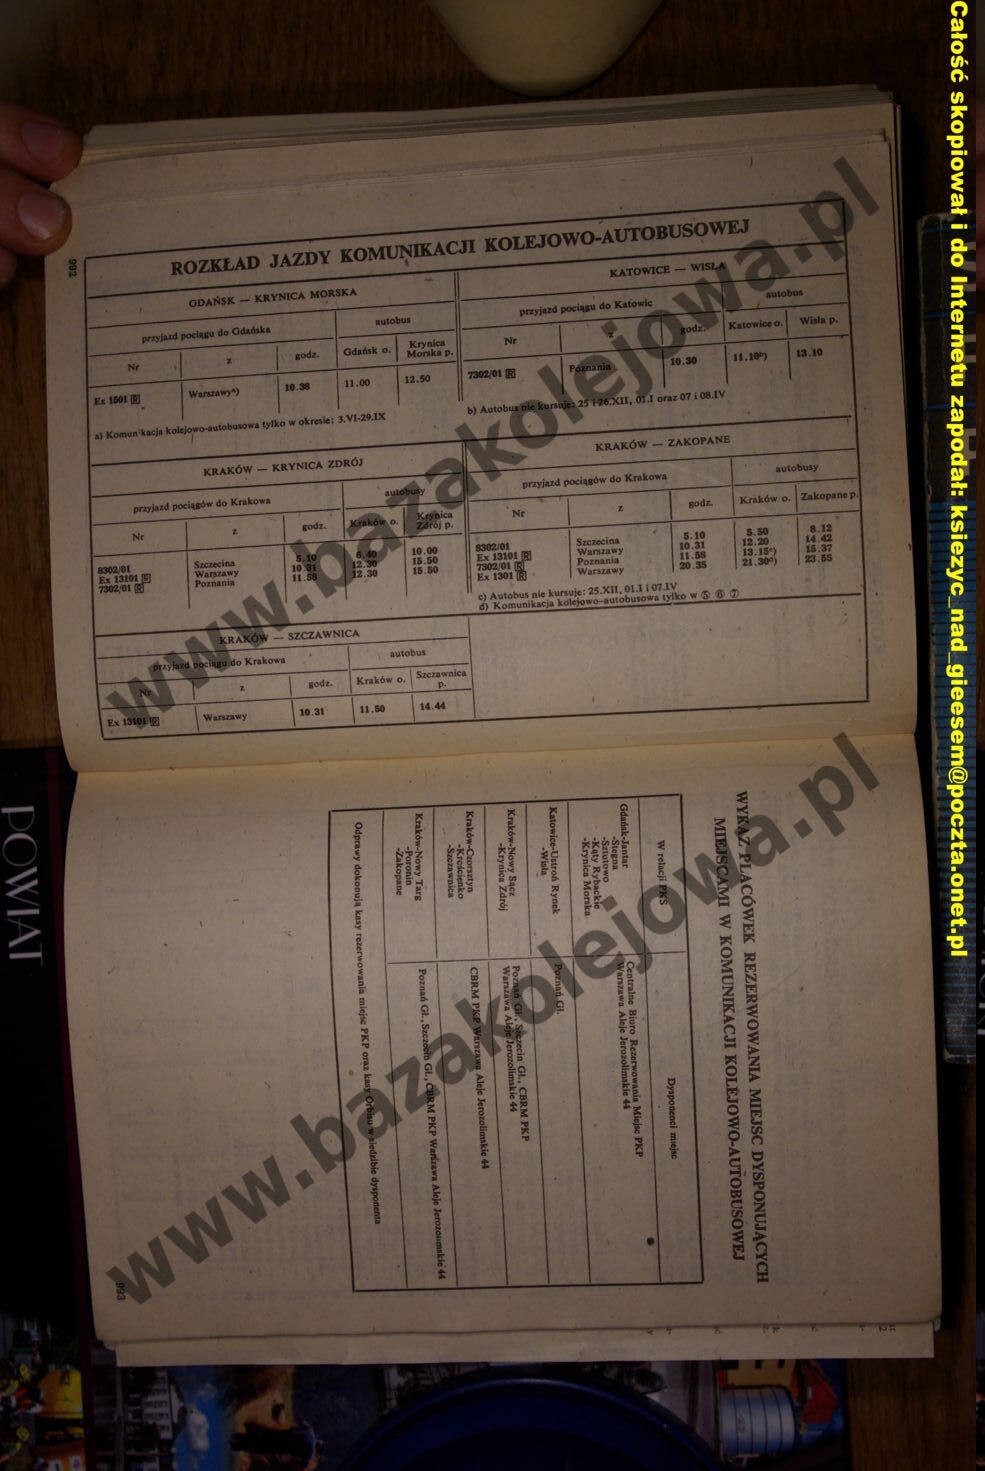 Całość skopiował i do Internetu zapodał: ksiezyc_nad_gieesem@poczta.onet.pl
992
ROZKŁAD JAZDY KOMUNIKACJI KOLEJOWO-AUTOBUSOWEJ
GDAŃSK — KRYNICA MORSKA
przyjazd pociągu do Gdańska
autobus
Nr
z
godz.
Gdańsk o.
Krynica
Morska p.
Ex 1501 R
Warszawyᵃ)
10.38
11.00
12.50
a) Komunikacja kolejowo-autobusowa tylko w okresie: 3.VI-29.IX
KATOWICE — WISŁA
przyjazd pociągu do Katowic
autobus
Nr
z
godz.
Katowice o.
Wisła p.
7302/01 R
Poznania
10.30
11.10ᵇ)
13.10
b) Autobus nie kursuje: 25 i 26.XII, 01.I oraz 07 i 08.IV
KRAKÓW — KRYNICA ZDRÓJ
przyjazd pociągów do Krakowa
autobusy
Nr
z
godz.
Kraków o.
Krynica
Zdrój p.
8302/01 Szczecina 5.10 6.40 10.00
Ex 13101 R Warszawy 10.31 12.30 15.50
7302/01 R Poznania 11.58 12.30 15.50
KRAKÓW — ZAKOPANE
przyjazd pociągów do Krakowa
autobusy
Nr
z
godz.
Kraków o.
Zakopane p.
8302/01 Szczecina 5.10 5.50 8.12
Ex 13101 R Warszawy 10.31 12.20 14.42
7302/01 R Poznania 11.58 13.15ᶜ) 15.37
Ex 1301 R Warszawy 20.35 21.30ᵈ) 23.55
c) Autobus nie kursuje: 25.XII, 01.I i 07.IV
d) Komunikacja kolejowo-autobusowa tylko w ⑤ ⑥ ⑦
KRAKÓW — SZCZAWNICA
przyjazd pociągu do Krakowa
autobus
Nr
z
godz.
Kraków o.
Szczawnica
p.
Ex 13101 R
Warszawy
10.31
11.50
14.44
www.bazakolejowa.pl
WYKAZ PLACÓWEK REZERWOWANIA MIEJSC DYSPONUJĄCYCH
MIEJSCAMI W KOMUNIKACJI KOLEJOWO-AUTOBUSOWEJ
W relacji PKS
Dysponenci miejsc
Gdańsk-Jantar
-Stegna
-Sztutowo
-Kąty Rybackie
-Krynica Morska
Centralne Biuro Rezerwowania Miejsc PKP
Warszawa Aleje Jerozolimskie 44
Katowice-Ustroń Rynek
-Wisła
Poznań Gł.
Kraków-Nowy Sącz
-Krynica Zdrój
Poznań Gł., Szczecin Gł., CBRM PKP
Warszawa Aleje Jerozolimskie 44
Kraków-Czorsztyn
-Krościenko
-Szczawnica
CBRM PKP Warszawa Aleje Jerozolimskie 44
Kraków-Nowy Targ
-Poronin
-Zakopane
Poznań Gł., Szczecin Gł., CBRM PKP Warszawa Aleje Jerozolimskie 44
Odprawy dokonują kasy rezerwowania miejsc PKP oraz kasy Orbisu w siedzibie dysponenta
993
www.bazakolejowa.pl
POWIAT